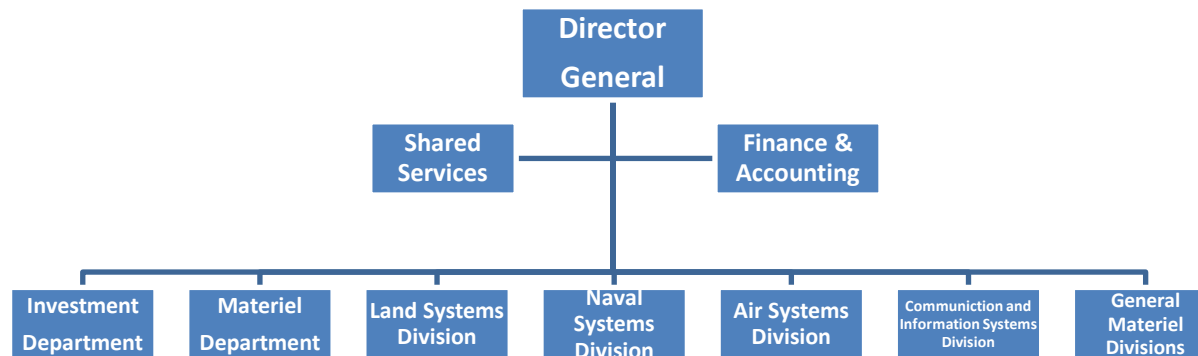 Director
General
Shared
Services
Finance &
Accounting
Investment
Department
Materiel
Department
Land Systems
Division
Naval
Systems
Division
Air Systems
Division
Communiction and
Information Systems
Division
General
Materiel
Divisions